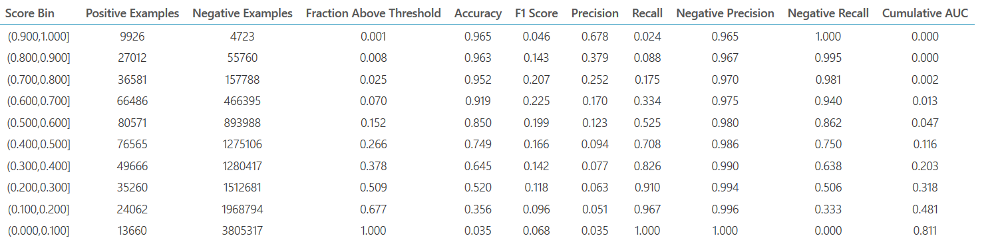 Score Bin Positive Examples Negative Examples Fraction Above Threshold Accuracy F1 Score Precision Recall Negative Precision Negative Recall Cumulative AUC
(0.900,1.000] 9926 4723 0.001 0.965 0.046 0.678 0.024 0.965 1.000 0.000
(0.800,0.900] 27012 55760 0.008 0.963 0.143 0.379 0.088 0.967 0.995 0.000
(0.700,0.800] 36581 157788 0.025 0.952 0.207 0.252 0.175 0.970 0.981 0.002
(0.600,0.700] 66486 466395 0.070 0.919 0.225 0.170 0.334 0.975 0.940 0.013
(0.500,0.600] 80571 893988 0.152 0.850 0.199 0.123 0.525 0.980 0.862 0.047
(0.400,0.500] 76565 1275106 0.266 0.749 0.166 0.094 0.708 0.986 0.750 0.116
(0.300,0.400] 49666 1280417 0.378 0.645 0.142 0.077 0.826 0.990 0.638 0.203
(0.200,0.300] 35260 1512681 0.509 0.520 0.118 0.063 0.910 0.994 0.506 0.318
(0.100,0.200] 24062 1968794 0.677 0.356 0.096 0.051 0.967 0.996 0.333 0.481
(0.000,0.100] 13660 3805317 1.000 0.035 0.068 0.035 1.000 1.000 0.000 0.811